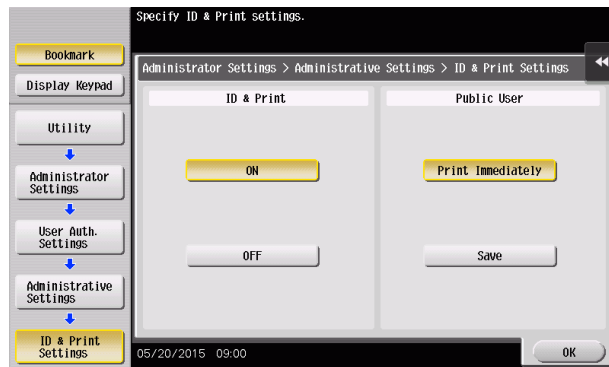 Specify ID & Print settings.
Bookmark
Display Keypad
Utility
Administrator
Settings
User Auth.
Settings
Administrative
Settings
ID & Print
Settings
Administrator Settings > Administrative Settings > ID & Print Settings
ID & Print
Public User
ON
Print Immediately
OFF
Save
05/20/2015 09:00
OK